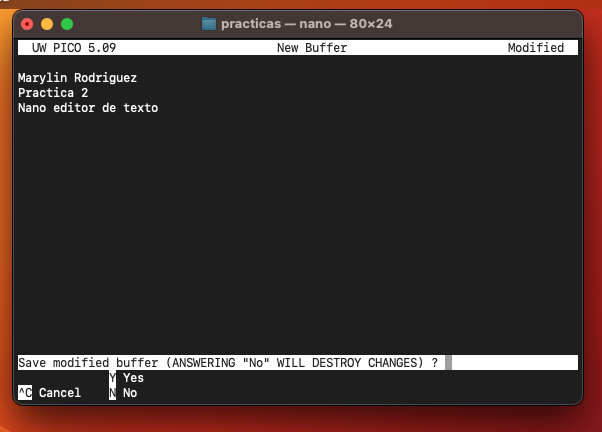 practicas — nano — 80×24
UW PICO 5.09 New Buffer Modified
Marylin Rodriguez
Practica 2
Nano editor de texto
Save modified buffer (ANSWERING "No" WILL DESTROY CHANGES) ?
Y Yes
^C Cancel N No